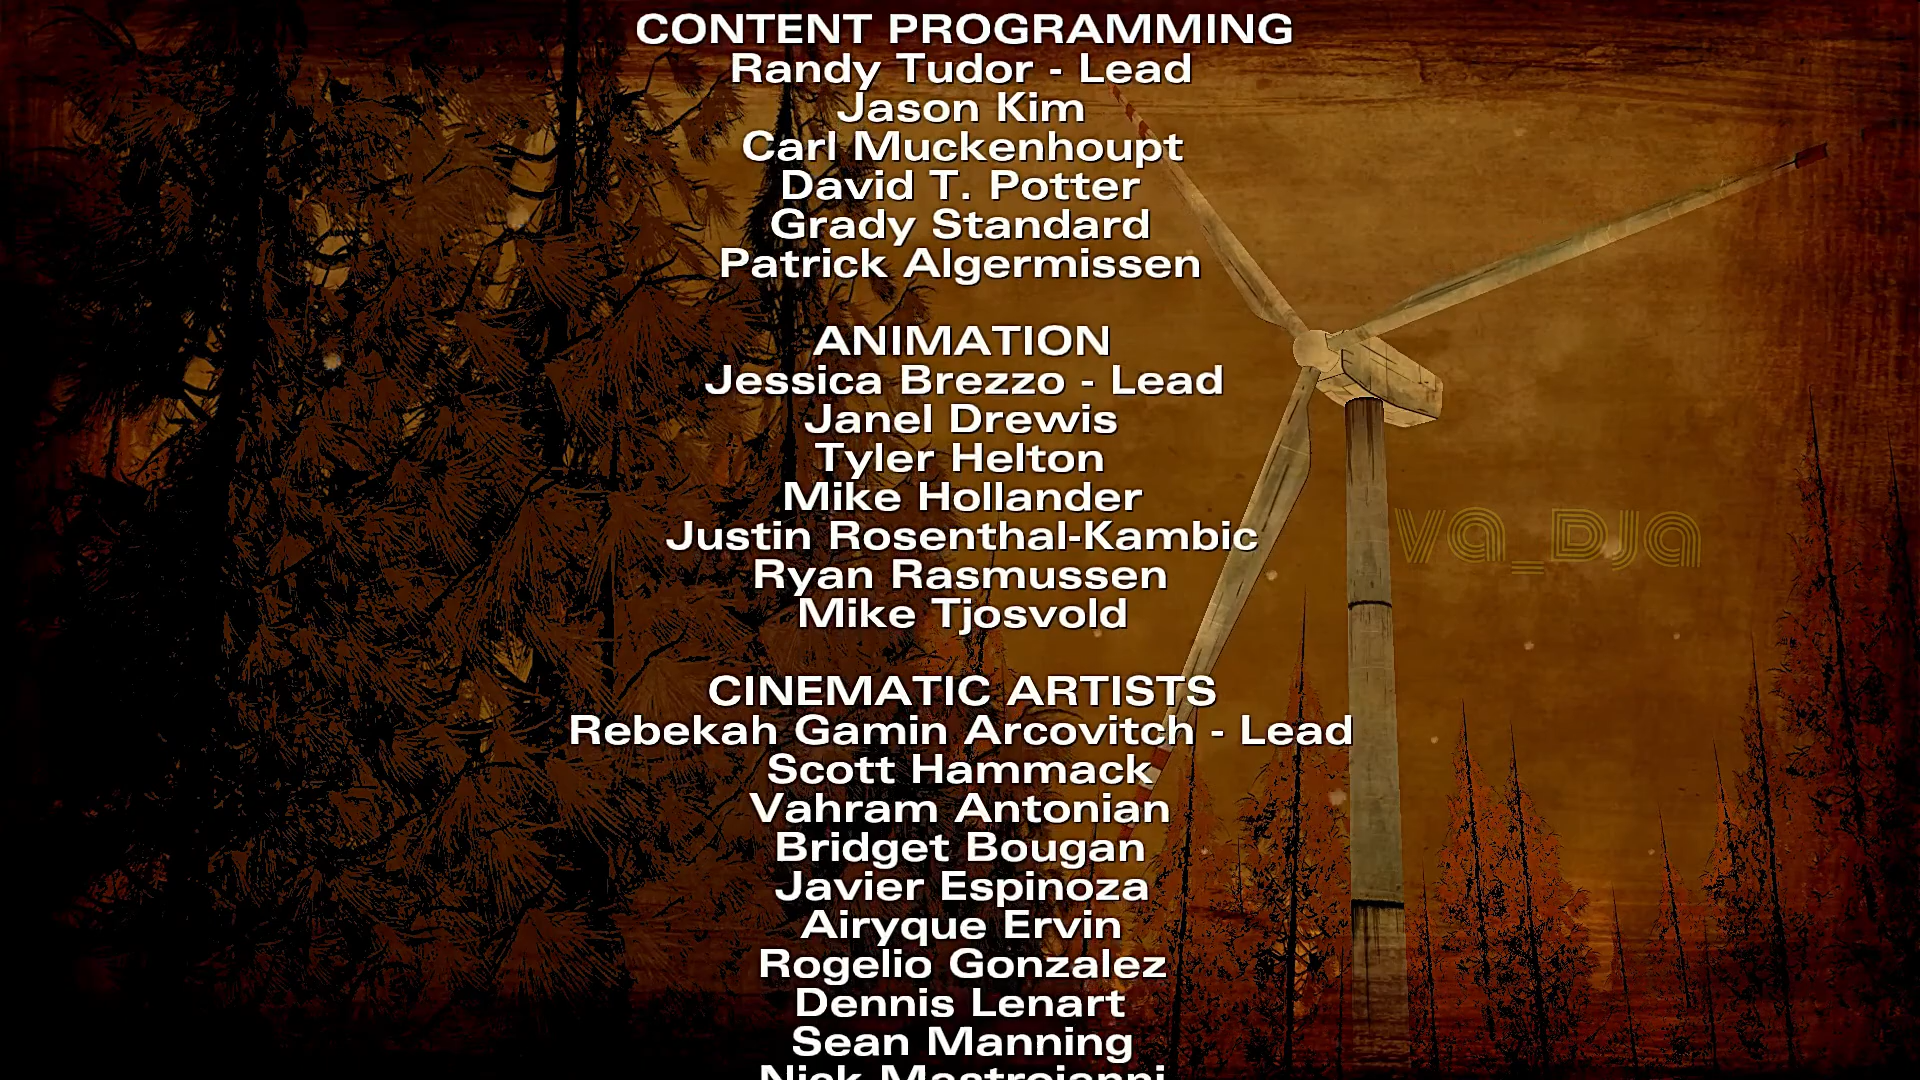 CONTENT PROGRAMMING
Randy Tudor - Lead
Jason Kim
Carl Muckenhoupt
David T. Potter
Grady Standard
Patrick Algermissen
ANIMATION
Jessica Brezzo - Lead
Janel Drewis
Tyler Helton
Mike Hollander
Justin Rosenthal-Kambic
Ryan Rasmussen
Mike Tjosvold
va_DJa
CINEMATIC ARTISTS
Rebekah Gamin Arcovitch - Lead
Scott Hammack
Vahram Antonian
Bridget Bougan
Javier Espinoza
Airyque Ervin
Rogelio Gonzalez
Dennis Lenart
Sean Manning
Nick Mastroianni